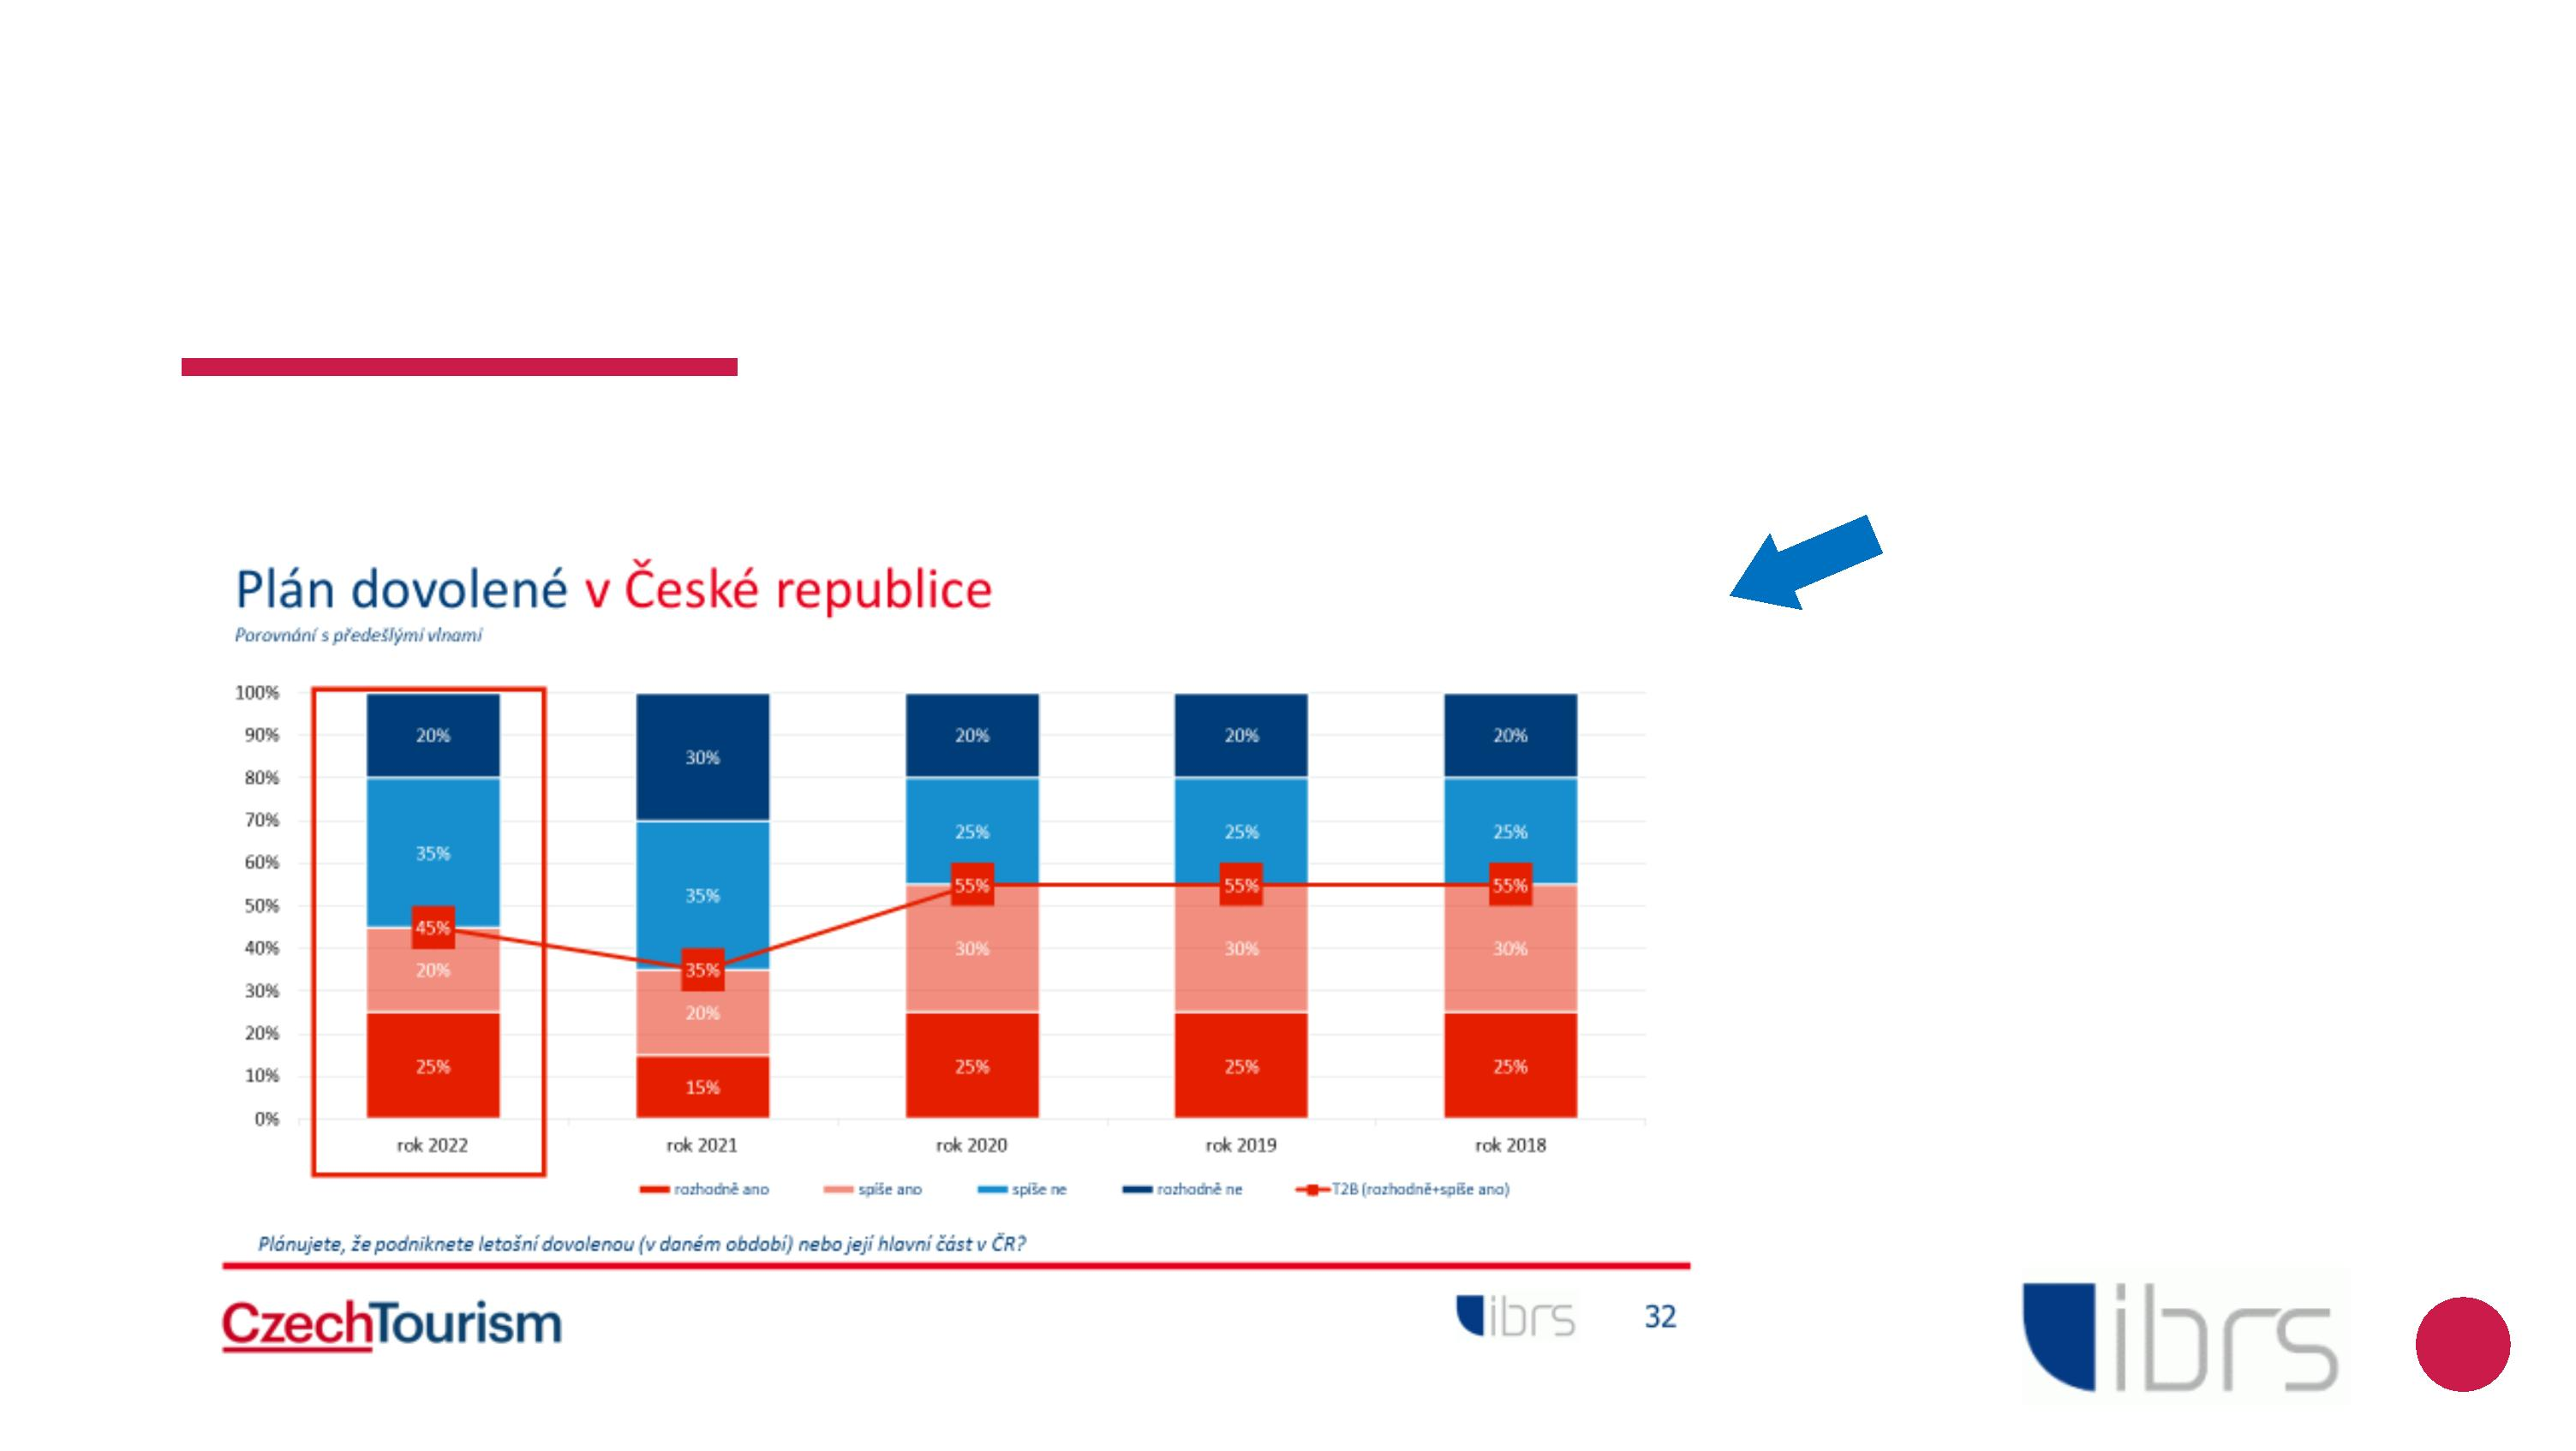 Plán dovolené v České republice
Porovnání s předešlými vlnami
100%
90%
80%
70%
60%
50%
40%
30%
20%
10%
0%
20% 30% 20% 20% 20%
35% 35% 25% 25% 25%
45% 35% 55% 55% 55%
20% 20% 30% 30% 30%
25% 15% 25% 25% 25%
rok 2022 rok 2021 rok 2020 rok 2019 rok 2018
rozhodně ano spíše ano spíše ne rozhodně ne T2B (rozhodně+spíše ano)
Plánujete, že podniknete letošní dovolenou (v daném období) nebo její hlavní část v ČR?
CzechTourism ibrs 32
ibrs